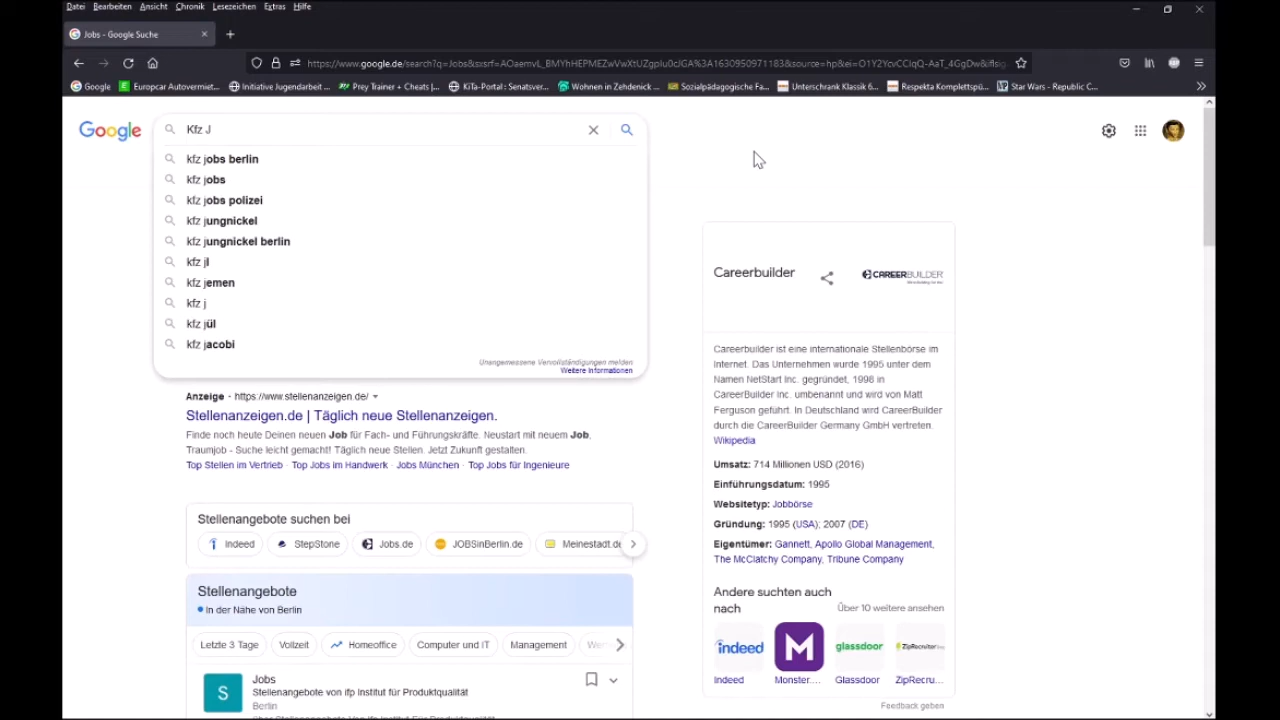 Datei Bearbeiten Ansicht Chronik Lesezeichen Extras Hilfe
Jobs - Google Suche
Google Europcar Autovermiet... Initiative Jugendarbeit ... Prey Trainer + Cheats |... KiTa-Portal : Senatsver... Wohnen in Zehdenick ... Sozialpädagogische Fa... Unterschrank Klassik 6... Respekta Komplettspü... Star Wars - Republic C...
Google
Kfz J
kfz jobs berlin
kfz jobs
kfz jobs polizei
kfz jungnickel
kfz jungnickel berlin
kfz jl
kfz jemen
kfz j
kfz jül
kfz jacobi
Unangemessene Vervollständigungen melden
Weitere Informationen
Anzeige · https://www.stellenanzeigen.de/
Stellenanzeigen.de | Täglich neue Stellenanzeigen.
Finde noch heute Deinen neuen Job für Fach- und Führungskräfte. Neustart mit neuem Job,
Traumjob - Suche leicht gemacht! Täglich neue Stellen. Jetzt Zukunft gestalten.
Top Stellen im Vertrieb · Top Jobs im Handwerk · Jobs München · Top Jobs für Ingenieure
Stellenangebote suchen bei
Indeed StepStone Jobs.de JOBSinBerlin.de Meinestadt.de
Stellenangebote
In der Nähe von Berlin
Letzte 3 Tage Vollzeit Homeoffice Computer und IT Management
S
Jobs
Stellenangebote von ifp Institut für Produktqualität
Berlin
Careerbuilder
CAREERBUILDER
Careerbuilder ist eine internationale Stellenbörse im
Internet. Das Unternehmen wurde 1995 unter dem
Namen NetStart Inc. gegründet, 1998 in
CareerBuilder Inc. umbenannt und wird von Matt
Ferguson geführt. In Deutschland wird CareerBuilder
durch die CareerBuilder Germany GmbH vertreten.
Wikipedia
Umsatz: 714 Millionen USD (2016)
Einführungsdatum: 1995
Websitetyp: Jobbörse
Gründung: 1995 (USA); 2007 (DE)
Eigentümer: Gannett, Apollo Global Management,
The McClatchy Company, Tribune Company
Andere suchten auch
nach
Über 10 weitere ansehen
indeed M glassdoor ZipRecruiter
Indeed Monster.... Glassdoor ZipRecru...
Feedback geben